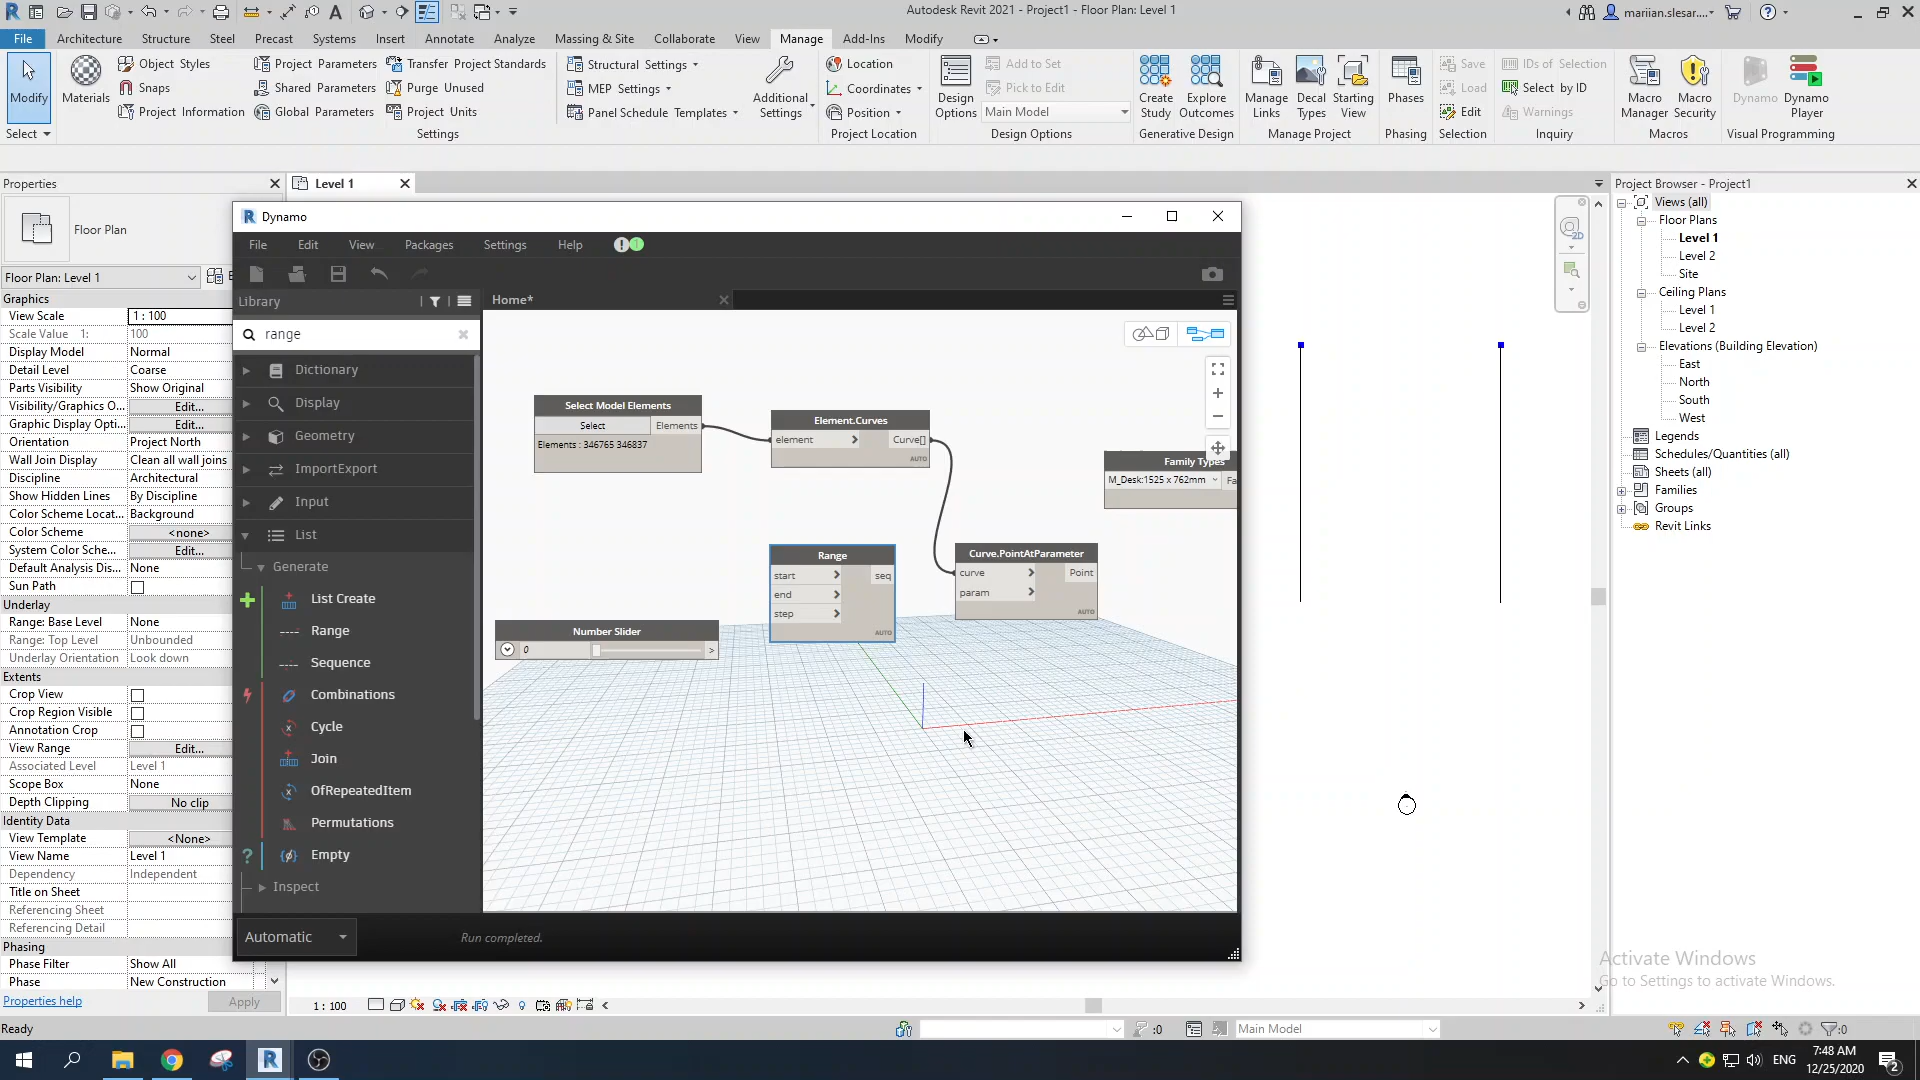 Autodesk Revit 2021 - Project1 - Floor Plan: Level 1
mariian.slesar....
File Architecture Structure Steel Precast Systems Insert Annotate Analyze Massing & Site Collaborate View Manage Add-Ins Modify
Modify
Materials
Object Styles
Snaps
Project Information
Project Parameters
Shared Parameters
Global Parameters
Transfer Project Standards
Purge Unused
Project Units
Structural Settings
MEP Settings
Panel Schedule Templates
Additional
Settings
Location
Coordinates
Position
Design
Options
Add to Set
Pick to Edit
Main Model
Create
Study
Explore
Outcomes
Manage
Links
Decal
Types
Starting
View
Phases
Save
Load
Edit
IDs of Selection
Select by ID
Warnings
Macro
Manager
Macro
Security
Dynamo
Dynamo
Player
Select Settings Project Location Design Options Generative Design Manage Project Phasing Selection Inquiry Macros Visual Programming
Properties
Floor Plan
Floor Plan: Level 1
Graphics
View Scale 1 : 100
Scale Value 1: 100
Display Model Normal
Detail Level Coarse
Parts Visibility Show Original
Visibility/Graphics O... Edit...
Graphic Display Opti... Edit...
Orientation Project North
Wall Join Display Clean all wall joins
Discipline Architectural
Show Hidden Lines By Discipline
Color Scheme Locat... Background
Color Scheme <none>
System Color Sche... Edit...
Default Analysis Dis... None
Sun Path
Underlay
Range: Base Level None
Range: Top Level Unbounded
Underlay Orientation Look down
Extents
Crop View
Crop Region Visible
Annotation Crop
View Range Edit...
Associated Level Level 1
Scope Box None
Depth Clipping No clip
Identity Data
View Template <None>
View Name Level 1
Dependency Independent
Title on Sheet
Referencing Sheet
Referencing Detail
Phasing
Phase Filter Show All
Phase New Construction
Properties help Apply
Level 1
Dynamo
File Edit View Packages Settings Help
Library
range
Dictionary
Display
Geometry
ImportExport
Input
List
Generate
List Create
Range
Sequence
Combinations
Cycle
Join
OfRepeatedItem
Permutations
Empty
Inspect
Automatic
Run completed.
Home*
Select Model Elements
Select Elements
Elements : 346765 346837
Element.Curves
element > Curve[]
AUTO
Family Types
M_Desk:1525 x 762mm Fa
Range
start > seq
end >
step >
AUTO
Curve.PointAtParameter
curve > Point
param >
AUTO
Number Slider
0 >
2D
Project Browser - Project1
Views (all)
Floor Plans
Level 1
Level 2
Site
Ceiling Plans
Level 1
Level 2
Elevations (Building Elevation)
East
North
South
West
Legends
Schedules/Quantities (all)
Sheets (all)
Families
Groups
Revit Links
Activate Windows
Go to Settings to activate Windows.
1 : 100
Ready
:0
Main Model
:0
ENG
7:48 AM
12/25/2020
2